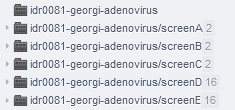 idr0081-georgi-adenovirus
idr0081-georgi-adenovirus/screenA 2
idr0081-georgi-adenovirus/screenB 2
idr0081-georgi-adenovirus/screenC 2
idr0081-georgi-adenovirus/screenD 16
idr0081-georgi-adenovirus/screenE 16